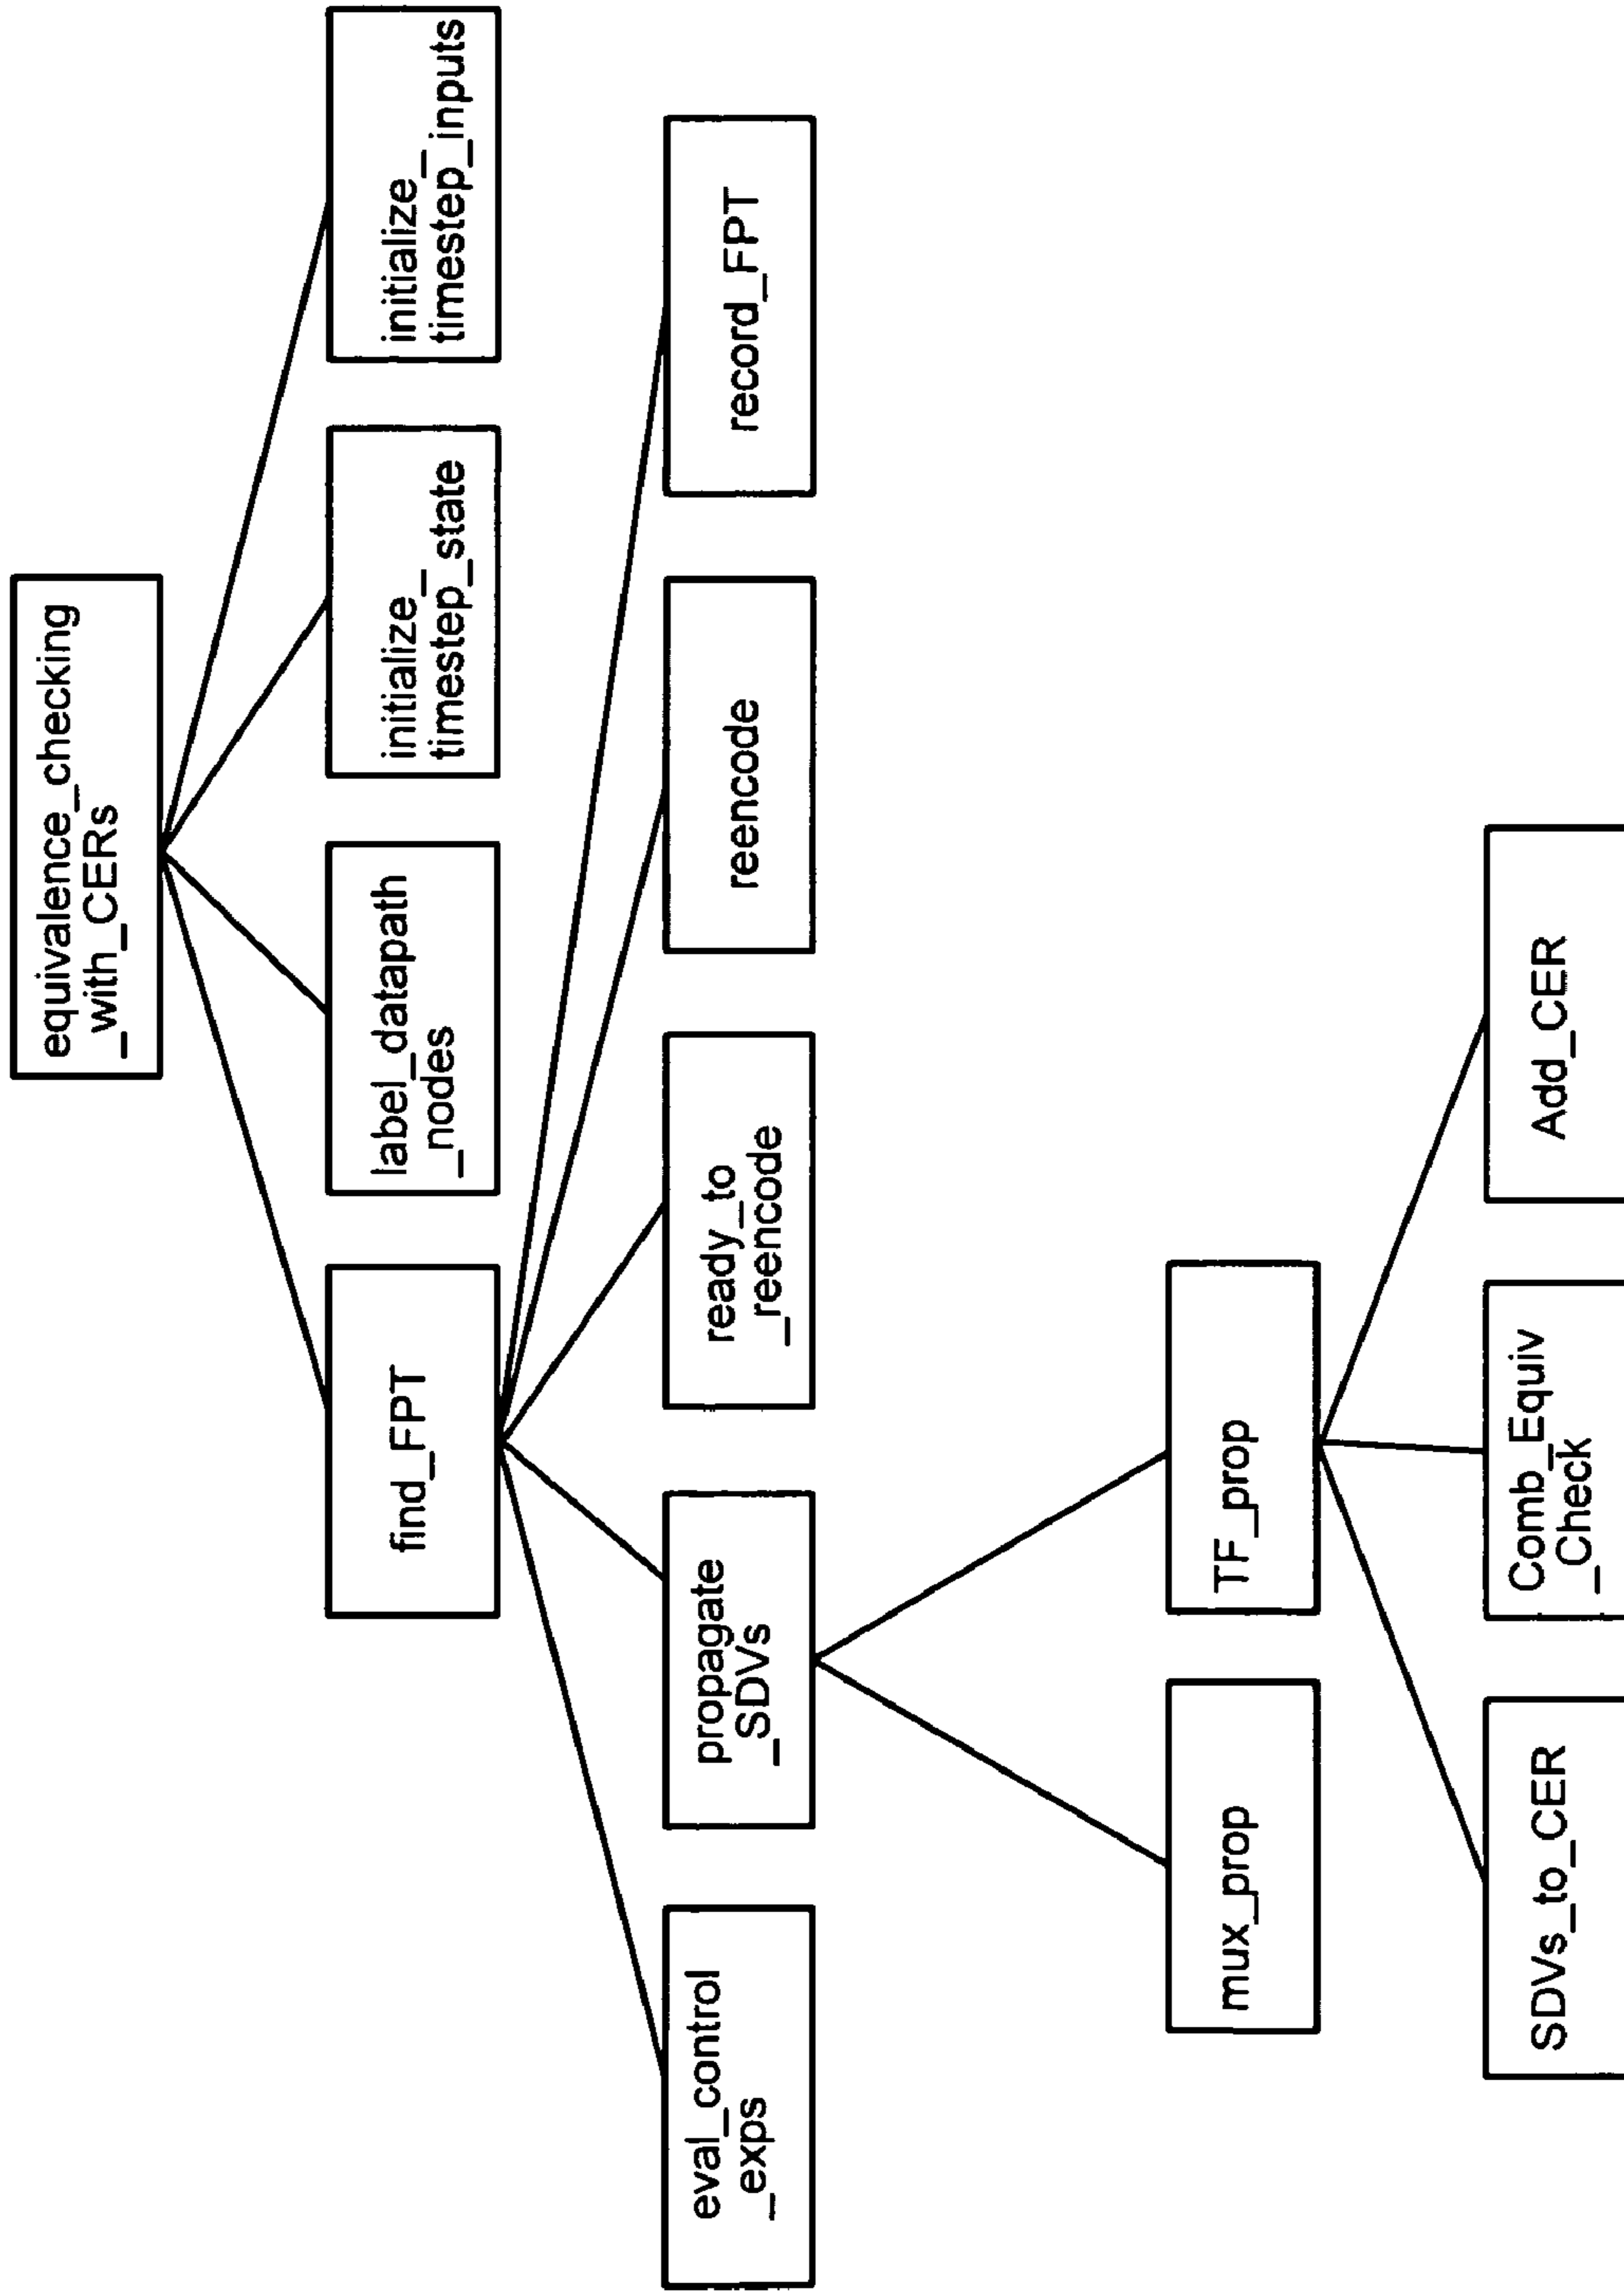 equivalence_checking
_with_CERs
find_FPT
label_datapath
_nodes
initialize_
timestep_state
initialize_
timestep_inputs
eval_control
_exps
propagate
_SDVs
ready_to
_reencode
reencode
record_FPT
mux_prop
TF_prop
SDVs_to_CER
Comb_Equiv
_Check
Add_CER